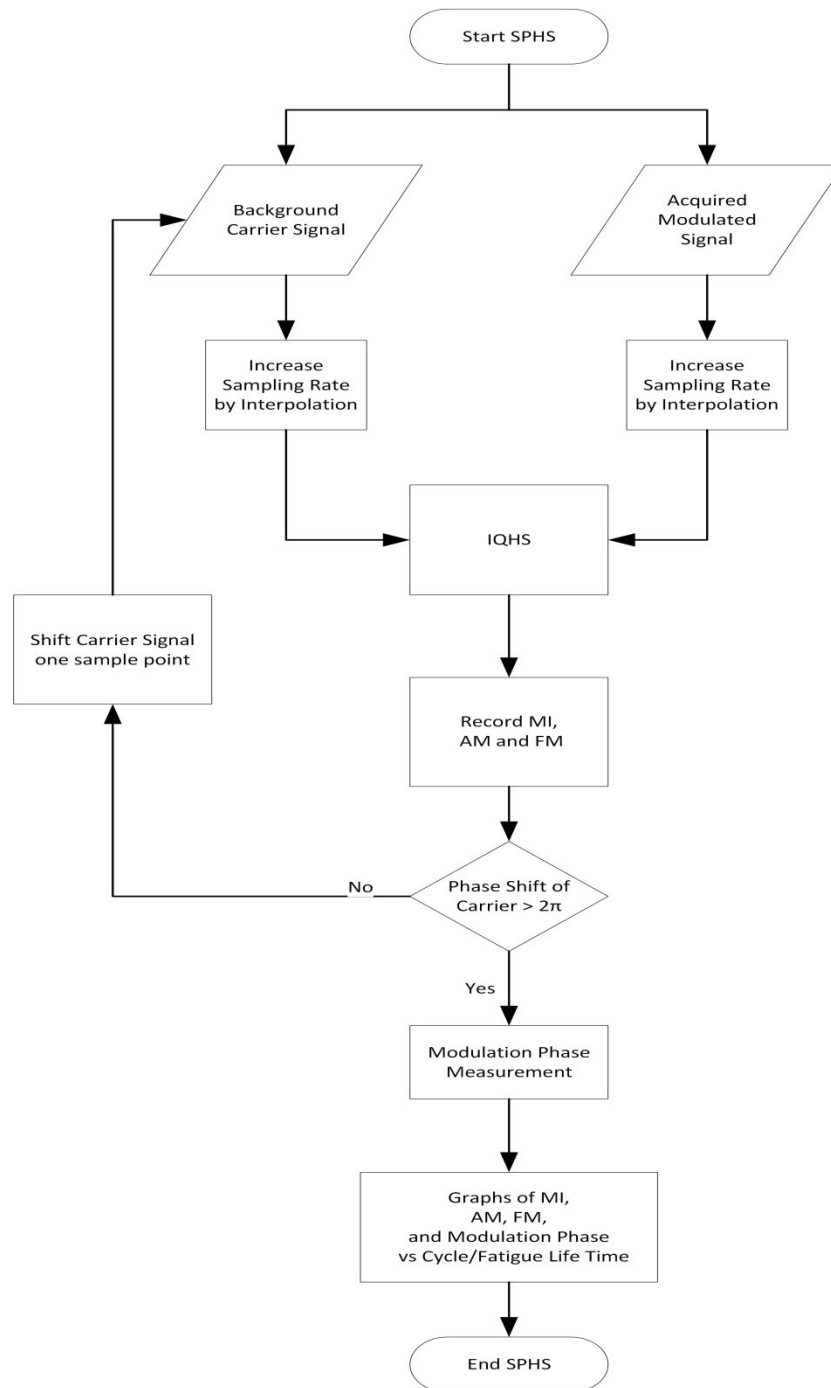 Start SPHS
Background
Carrier Signal
Acquired
Modulated
Signal
Increase
Sampling Rate
by Interpolation
Increase
Sampling Rate
by Interpolation
IQHS
Shift Carrier Signal
one sample point
Record MI,
AM and FM
No
Phase Shift of
Carrier > 2π
Yes
Modulation Phase
Measurement
Graphs of MI,
AM, FM,
and Modulation Phase
vs Cycle/Fatigue Life Time
End SPHS